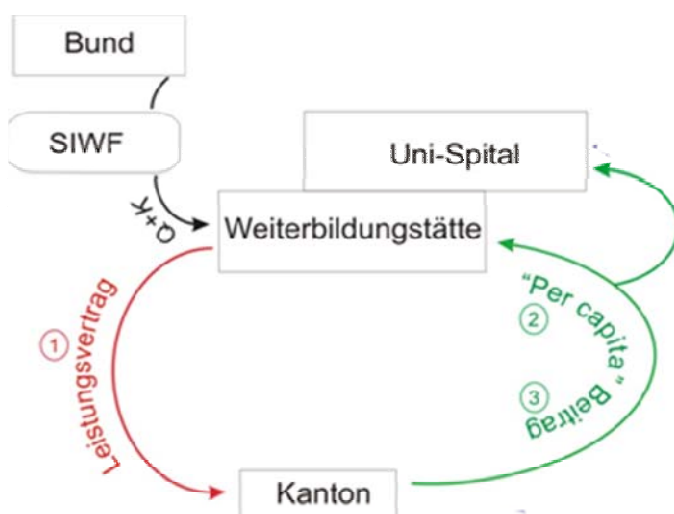 Bund
SIWF
Uni-Spital
Q+K
Weiterbildungstätte
1
Leistungsvertrag
"Per capita" Beitrag
2
3
Kanton